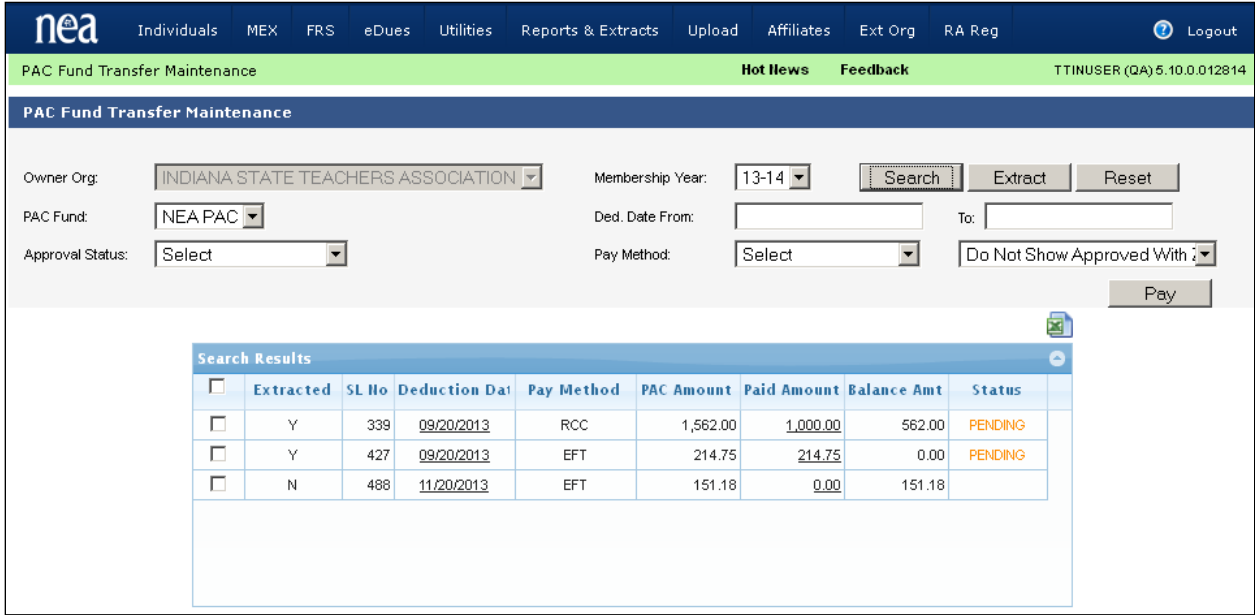 nea Individuals MEX FRS eDues Utilities Reports & Extracts Upload Affiliates Ext Org RA Reg ? Logout
PAC Fund Transfer Maintenance Hot News Feedback TTINUSER (QA) 5.10.0.012814
PAC Fund Transfer Maintenance
Owner Org: INDIANA STATE TEACHERS ASSOCIATION Membership Year: 13-14 Search Extract Reset
PAC Fund: NEA PAC Ded. Date From: To:
Approval Status: Select Pay Method: Select Do Not Show Approved With
Pay
Search Results
Extracted SL No Deduction Dat Pay Method PAC Amount Paid Amount Balance Amt Status
Y 339 09/20/2013 RCC 1,562.00 1,000.00 562.00 PENDING
Y 427 09/20/2013 EFT 214.75 214.75 0.00 PENDING
N 488 11/20/2013 EFT 151.18 0.00 151.18